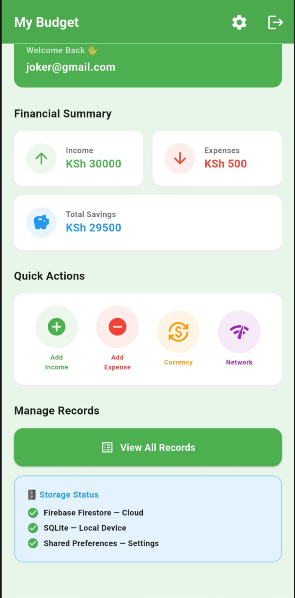 My Budget
Welcome Back 👋
joker@gmail.com
Financial Summary
Income
KSh 30000
Expenses
KSh 500
Total Savings
KSh 29500
Quick Actions
Add
Income
Add
Expense
Currency
Network
Manage Records
View All Records
🗄️ Storage Status
Firebase Firestore — Cloud
SQLite — Local Device
Shared Preferences — Settings